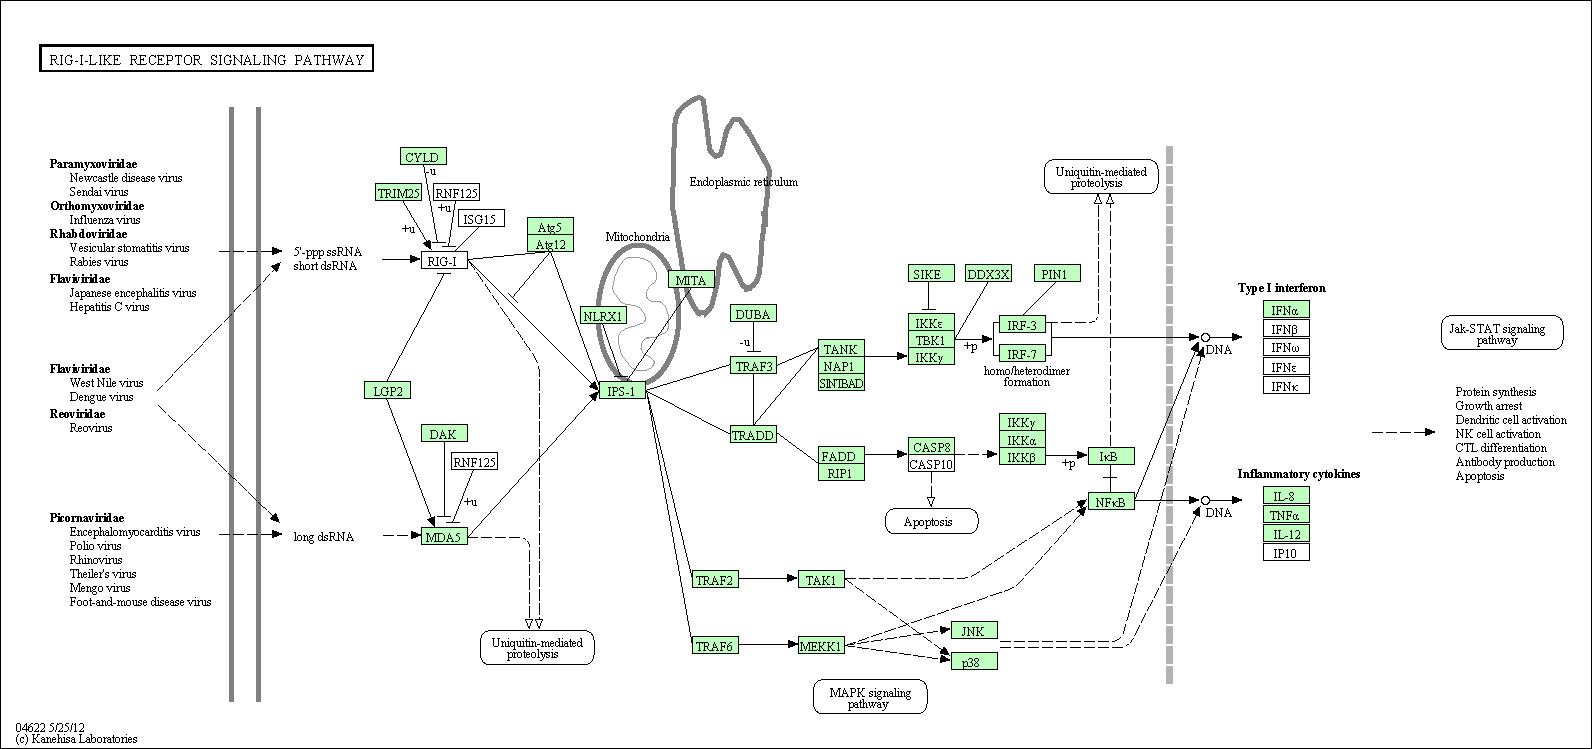 RIG-I-LIKE RECEPTOR SIGNALING PATHWAY
Paramyxoviridae
Newcastle disease virus
Sendai virus
Orthomyxoviridae
Influenza virus
Rhabdoviridae
Vesicular stomatitis virus
Rabies virus
Flaviviridae
Japanese encephalitis virus
Hepatitis C virus
Flaviviridae
West Nile virus
Dengue virus
Reoviridae
Reovirus
Picornaviridae
Encephalomyocarditis virus
Polio virus
Rhinovirus
Theiler's virus
Mengo virus
Foot-and-mouse disease virus
5'-ppp ssRNA
short dsRNA
long dsRNA
CYLD
-u
TRIM25
RNF125
+u
+u
ISG15
RIG-I
Atg5
Atg12
LGP2
DAK
RNF125
+u
MDA5
Uniquitin-mediated
proteolysis
Mitochondria
Endoplasmic reticulum
MITA
NLRX1
IPS-1
DUBA
-u
TRAF3
TRADD
TANK
NAP1
SINTBAD
FADD
RIP1
TRAF2
TAK1
TRAF6
MEKK1
SIKE
DDX3X
PIN1
IKKε
TBK1
IKKγ
+p
IRF-3
IRF-7
homo/heterodimer
formation
Uniquitin-mediated
proteolysis
CASP8
CASP10
Apoptosis
IKKγ
IKKα
IKKβ
+p
IκB
NFκB
JNK
p38
MAPK signaling
pathway
DNA
DNA
Type I interferon
IFNα
IFNβ
IFNω
IFNε
IFNκ
Inflammatory cytokines
IL-8
TNFα
IL-12
IP10
Jak-STAT signaling
pathway
Protein synthesis
Growth arrest
Dendritic cell activation
NK cell activation
CTL differentiation
Antibody production
Apoptosis
04622 5/25/12
(c) Kanehisa Laboratories